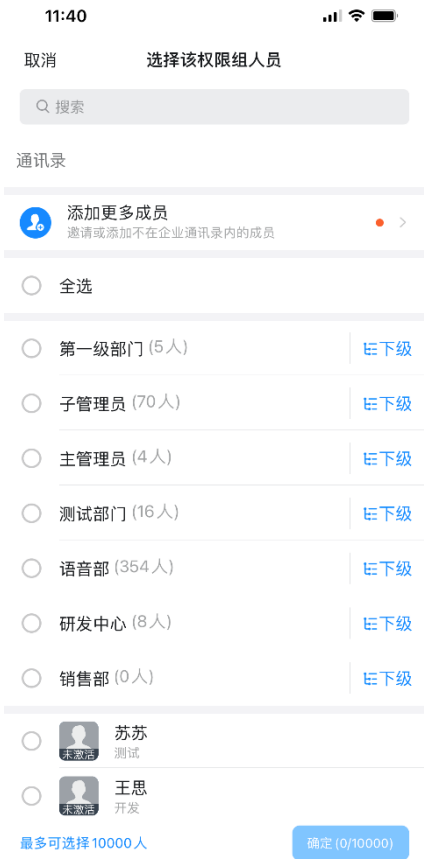 11:40
取消 选择该权限组人员
搜索
通讯录
添加更多成员
邀请或添加不在企业通讯录内的成员
全选
第一级部门 (5人) 下级
子管理员 (70人) 下级
主管理员 (4人) 下级
测试部门 (16人) 下级
语音部 (354人) 下级
研发中心 (8人) 下级
销售部 (0人) 下级
苏苏
未激活 测试
王思
未激活 开发
最多可选择10000人 确定 (0/10000)